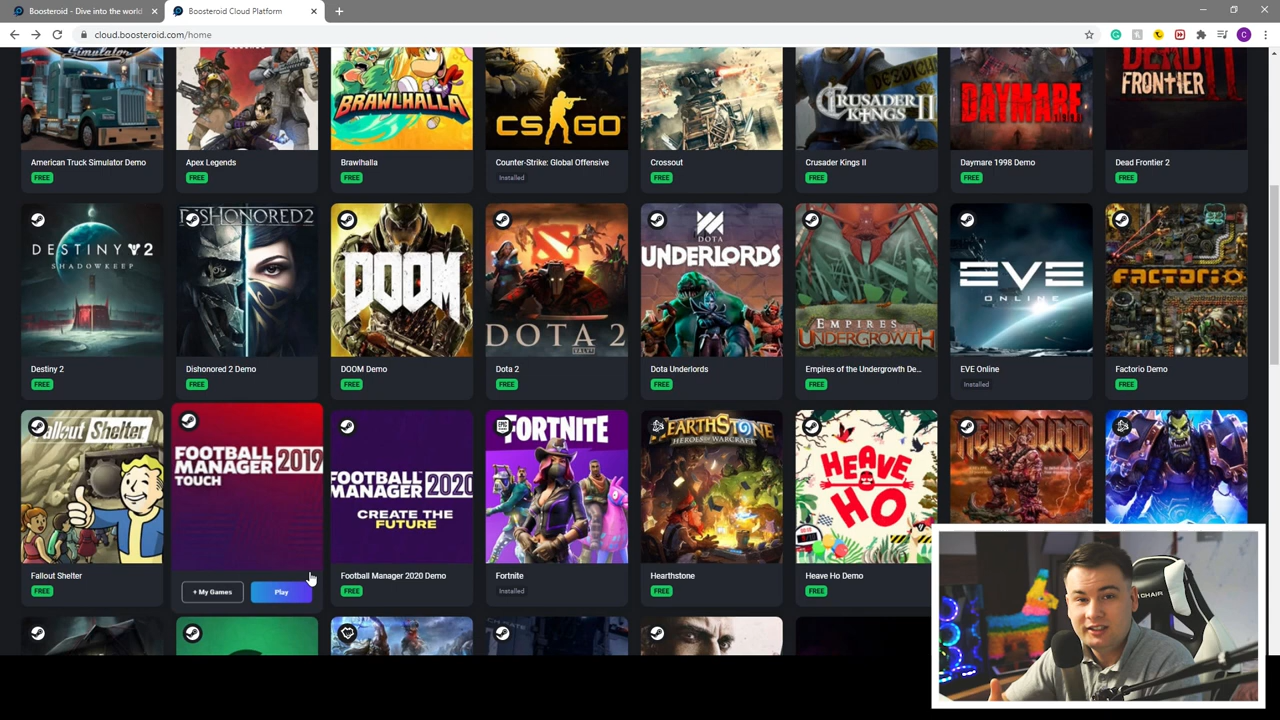 Boosteroid - Dive into the world
Boosteroid Cloud Platform
cloud.boosteroid.com/home
Simulator
BRAWLHALLA
CS GO
CRUSADER KINGS II
DAYMARE
DEAD FRONTIER
American Truck Simulator Demo
Apex Legends
Brawlhalla
Counter-Strike: Global Offensive
Crossout
Crusader Kings II
Daymare 1998 Demo
Dead Frontier 2
FREE
FREE
FREE
Installed
FREE
FREE
FREE
FREE
DESTINY 2
SHADOWKEEP
DISHONORED 2
DOOM
DOTA 2
VALVE
DOTA
UNDERLORDS
EMPIRES
OF THE
UNDERGROWTH
EVE
ONLINE
FACTORIO
Destiny 2
Dishonored 2 Demo
DOOM Demo
Dota 2
Dota Underlords
Empires of the Undergrowth De...
EVE Online
Factorio Demo
FREE
FREE
FREE
FREE
FREE
FREE
Installed
FREE
Fallout Shelter
FOOTBALL
MANAGER 2019
TOUCH
FOOTBALL
MANAGER 2020
CREATE THE
FUTURE
EPIC
FORTNITE
HEARTHSTONE
HEROES OF WARCRAFT
HEAVE
HO
HELLBOUND
CHAIR
Fallout Shelter
Football Manager 2020 Demo
Fortnite
Hearthstone
Heave Ho Demo
FREE
+ My Games
Play
FREE
Installed
FREE
FREE